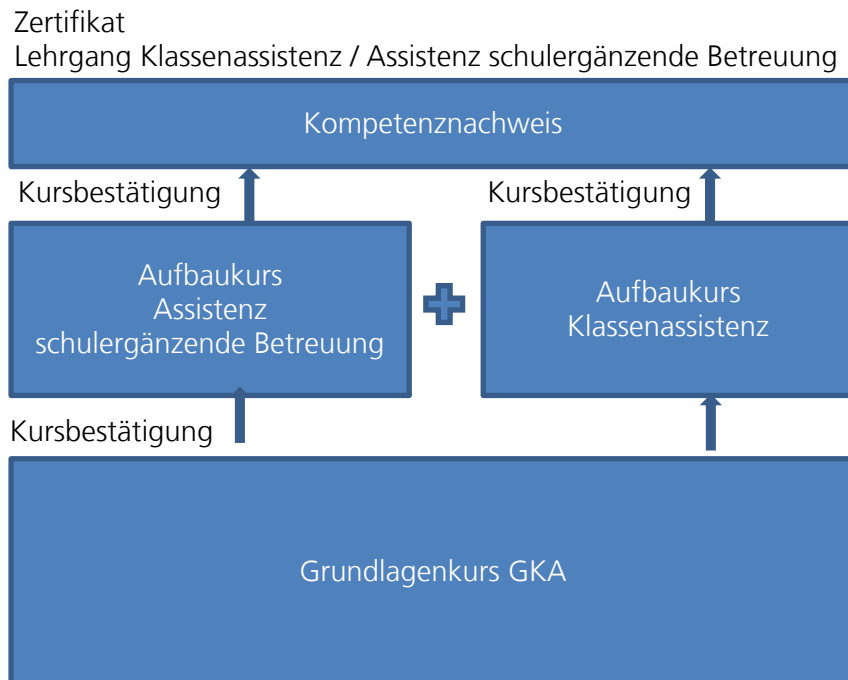 Zertifikat
Lehrgang Klassenassistenz / Assistenz schulergänzende Betreuung
Kompetenznachweis
Kursbestätigung
Kursbestätigung
Aufbaukurs
Assistenz
schulergänzende Betreuung
Aufbaukurs
Klassenassistenz
Kursbestätigung
Grundlagenkurs GKA